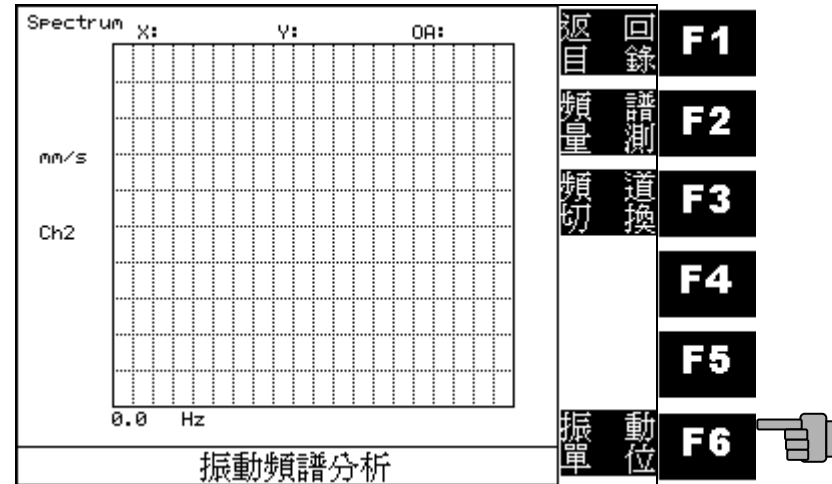 Spectrum X: Y: OA:
mm/s
Ch2
0.0 Hz
振動頻譜分析
返回
目錄
F1
頻譜
量測
F2
頻道
切換
F3
F4
F5
振動
單位
F6